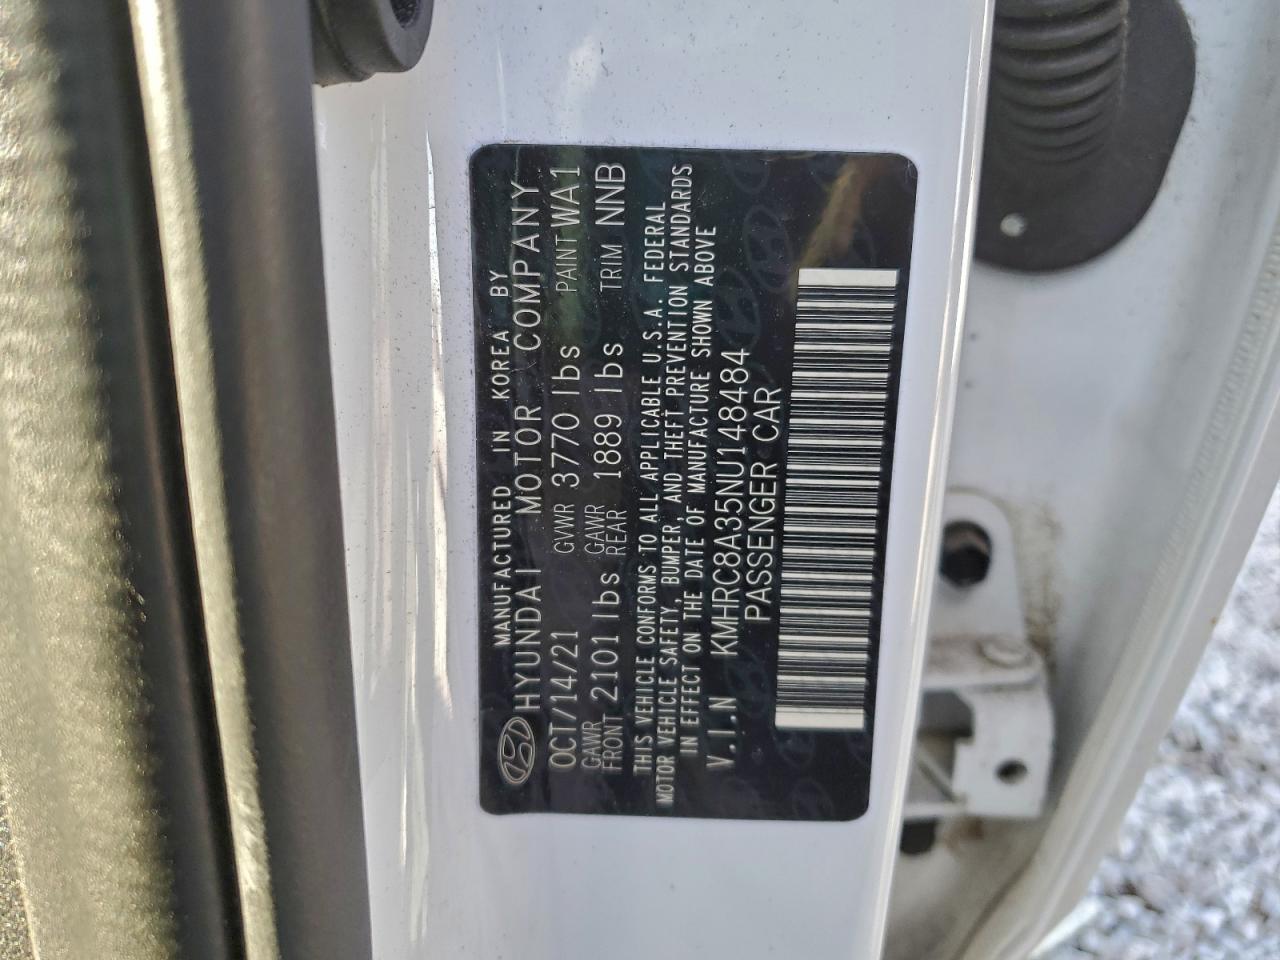 MANUFACTURED IN KOREA BY
HYUNDAI MOTOR COMPANY
OCT/14/21 GVWR 3770 lbs PAINT WA1
GAWR FRONT 2101 lbs GAWR REAR 1889 lbs TRIM NNB
THIS VEHICLE CONFORMS TO ALL APPLICABLE U.S.A. FEDERAL
MOTOR VEHICLE SAFETY, BUMPER, AND THEFT PREVENTION STANDARDS
IN EFFECT ON THE DATE OF MANUFACTURE SHOWN ABOVE
V.I.N KMHRC8A35NU148484
PASSENGER CAR